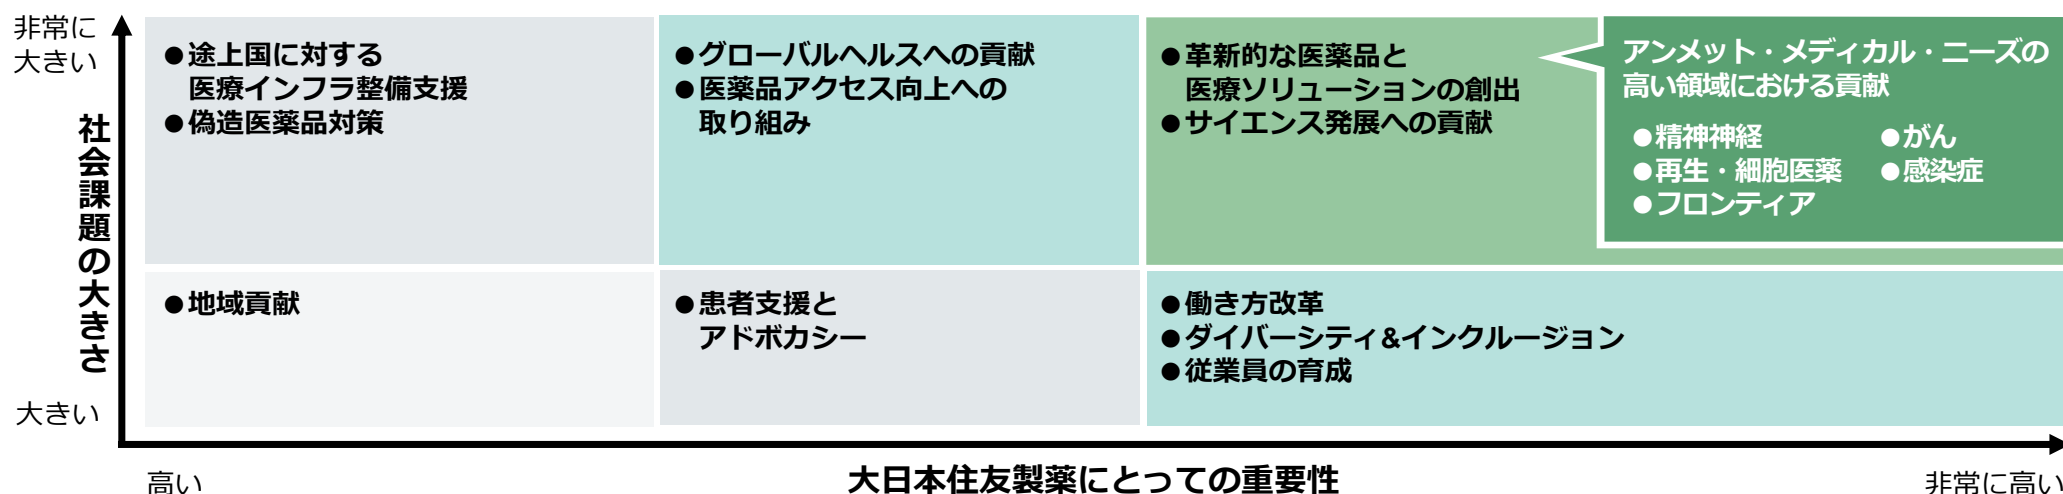 非常に
大きい
社会課題の大きさ
大きい
●途上国に対する
医療インフラ整備支援
●偽造医薬品対策
●グローバルヘルスへの貢献
●医薬品アクセス向上への
取り組み
●革新的な医薬品と
医療ソリューションの創出
●サイエンス発展への貢献
アンメット・メディカル・ニーズの
高い領域における貢献
●精神神経 ●がん
●再生・細胞医薬 ●感染症
●フロンティア
●地域貢献
●患者支援と
アドボカシー
●働き方改革
●ダイバーシティ&インクルージョン
●従業員の育成
高い
大日本住友製薬にとっての重要性
非常に高い